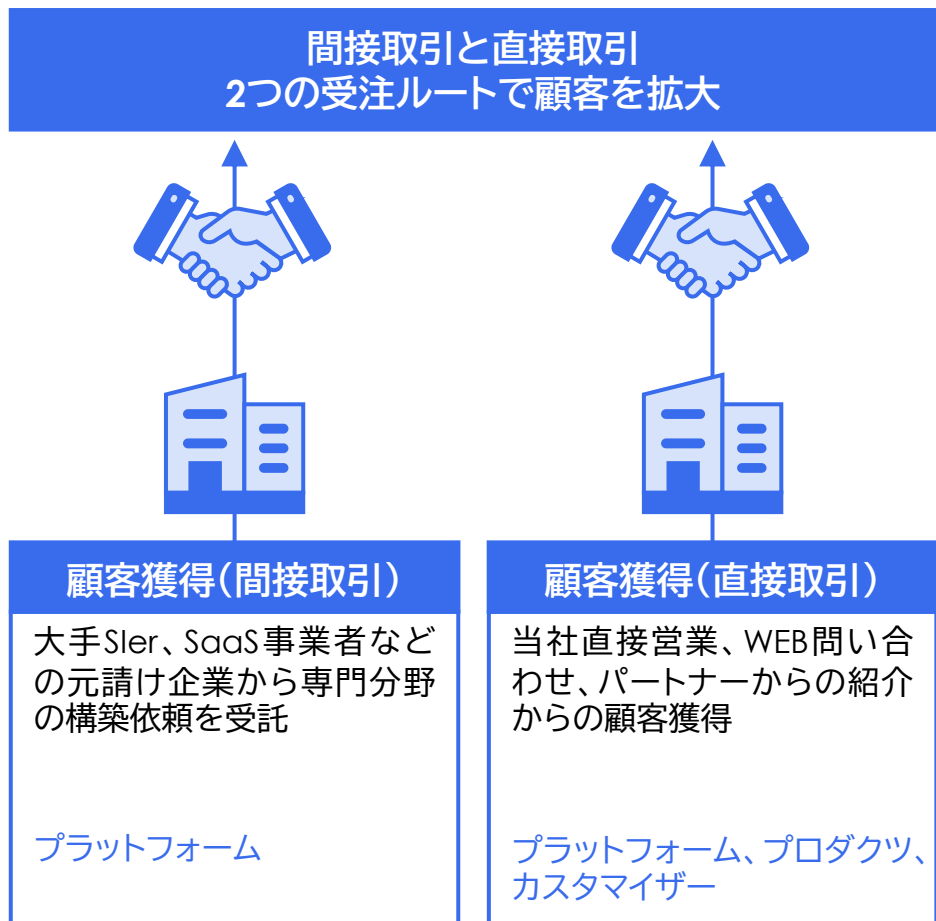 間接取引と直接取引
2つの受注ルートで顧客を拡大
顧客獲得(間接取引)
大手SIer、SaaS事業者など
の元請け企業から専門分野
の構築依頼を受託
プラットフォーム
顧客獲得(直接取引)
当社直接営業、WEB問い合
わせ、パートナーからの紹介
からの顧客獲得
プラットフォーム、プロダクツ、
カスタマイザー